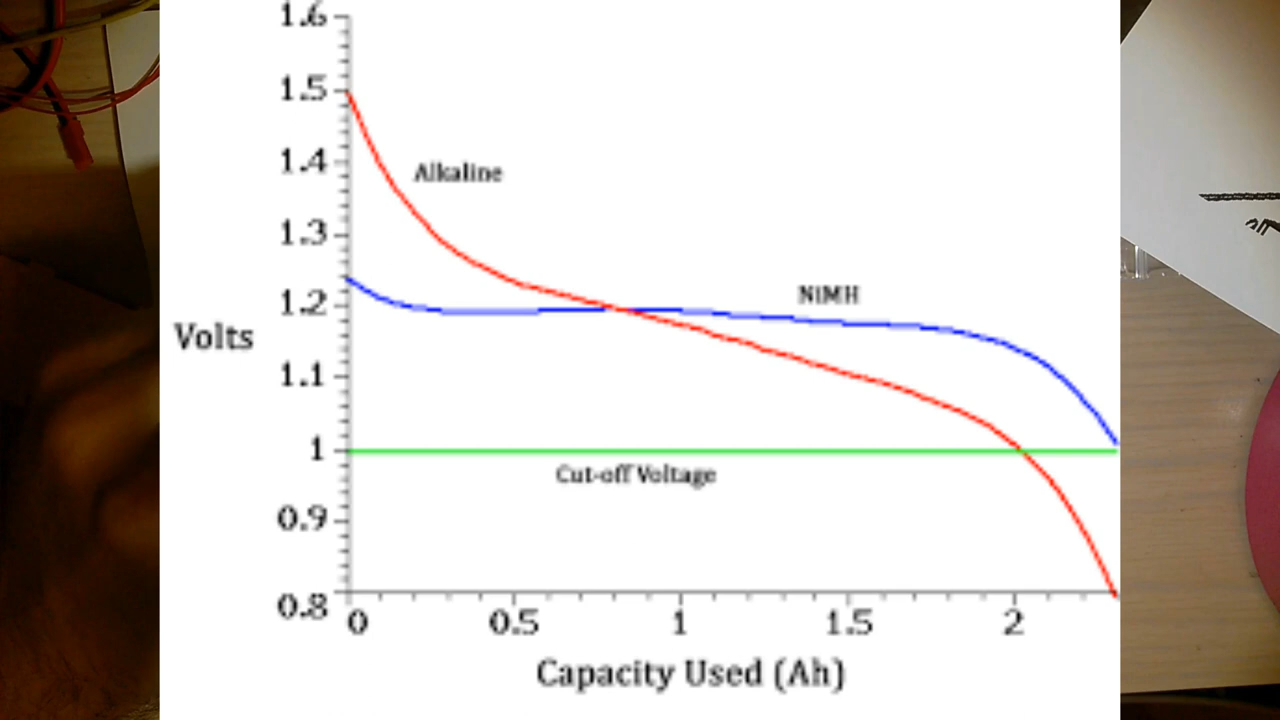 1.6
1.5
1.4
Alkaline
1.3
1.2
NiMH
Volts
1.1
1
Cut-off Voltage
0.9
0.8
0 0.5 1 1.5 2
Capacity Used (Ah)